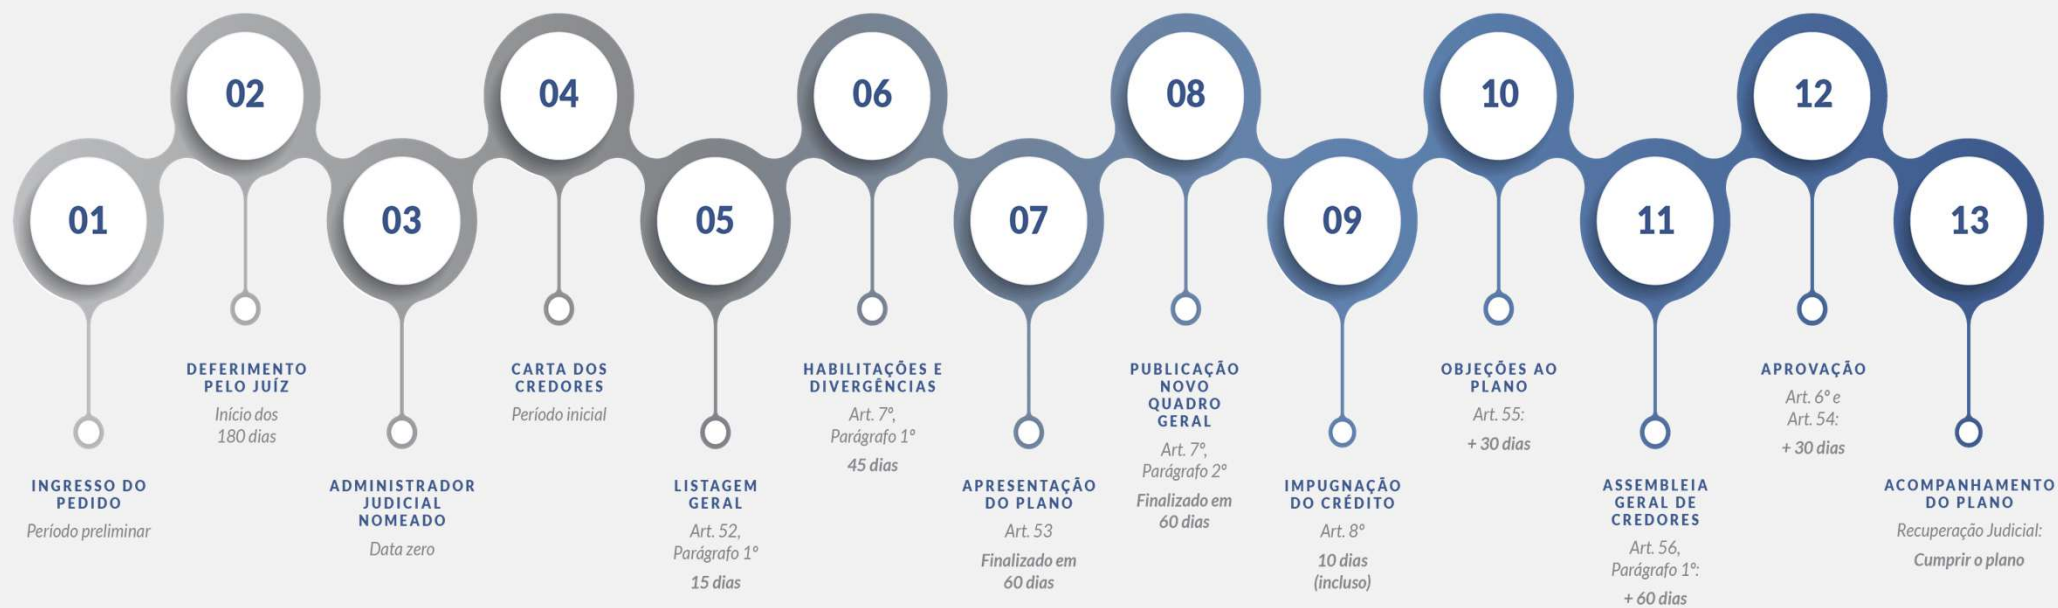 01
INGRESSO DO
PEDIDO
Período preliminar
02
DEFERIMENTO
PELO JUÍZ
Início dos
180 dias
03
ADMINISTRADOR
JUDICIAL
NOMEADO
Data zero
04
CARTA DOS
CREDORES
Período inicial
05
LISTAGEM
GERAL
Art. 52,
Parágrafo 1º
15 dias
06
HABILITAÇÕES E
DIVERGÊNCIAS
Art. 7º,
Parágrafo 1º
45 dias
07
APRESENTAÇÃO
DO PLANO
Art. 53
Finalizado em
60 dias
08
PUBLICAÇÃO
NOVO
QUADRO
GERAL
Art. 7º,
Parágrafo 2º
Finalizado em
60 dias
09
IMPUGNAÇÃO
DO CRÉDITO
Art. 8º
10 dias
(incluso)
10
OBJEÇÕES AO
PLANO
Art. 55:
+ 30 dias
11
ASSEMBLEIA
GERAL DE
CREDORES
Art. 56,
Parágrafo 1º:
+ 60 dias
12
APROVAÇÃO
Art. 6º e
Art. 54:
+ 30 dias
13
ACOMPANHAMENTO
DO PLANO
Recuperação Judicial:
Cumprir o plano